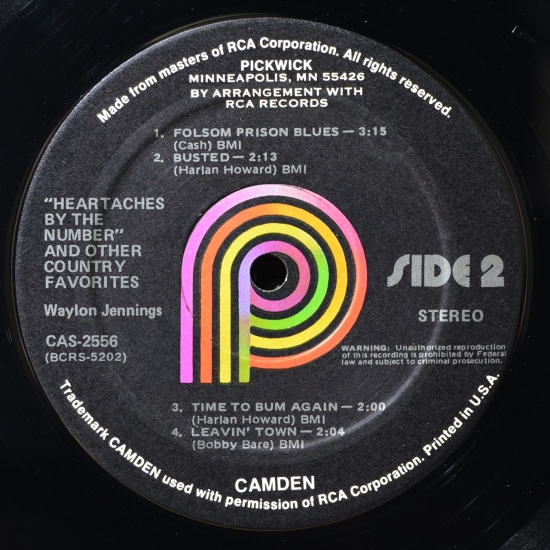 Made from masters of RCA Corporation. All rights reserved.
PICKWICK
MINNEAPOLIS, MN 55426
BY ARRANGEMENT WITH
RCA RECORDS
1. FOLSOM PRISON BLUES — 3:15
(Cash) BMI
2. BUSTED — 2:13
(Harlan Howard) BMI
"HEARTACHES
BY THE
NUMBER"
AND OTHER
COUNTRY
FAVORITES
Waylon Jennings
CAS-2556
(BCRS-5202)
SIDE 2
STEREO
WARNING: Unauthorized reproduction
of this recording is prohibited by Federal
law and subject to criminal prosecution.
3. TIME TO BUM AGAIN — 2:00
(Harlan Howard) BMI
4. LEAVIN' TOWN — 2:04
(Bobby Bare) BMI
CAMDEN
Trademark CAMDEN used with permission of RCA Corporation. Printed in U.S.A.